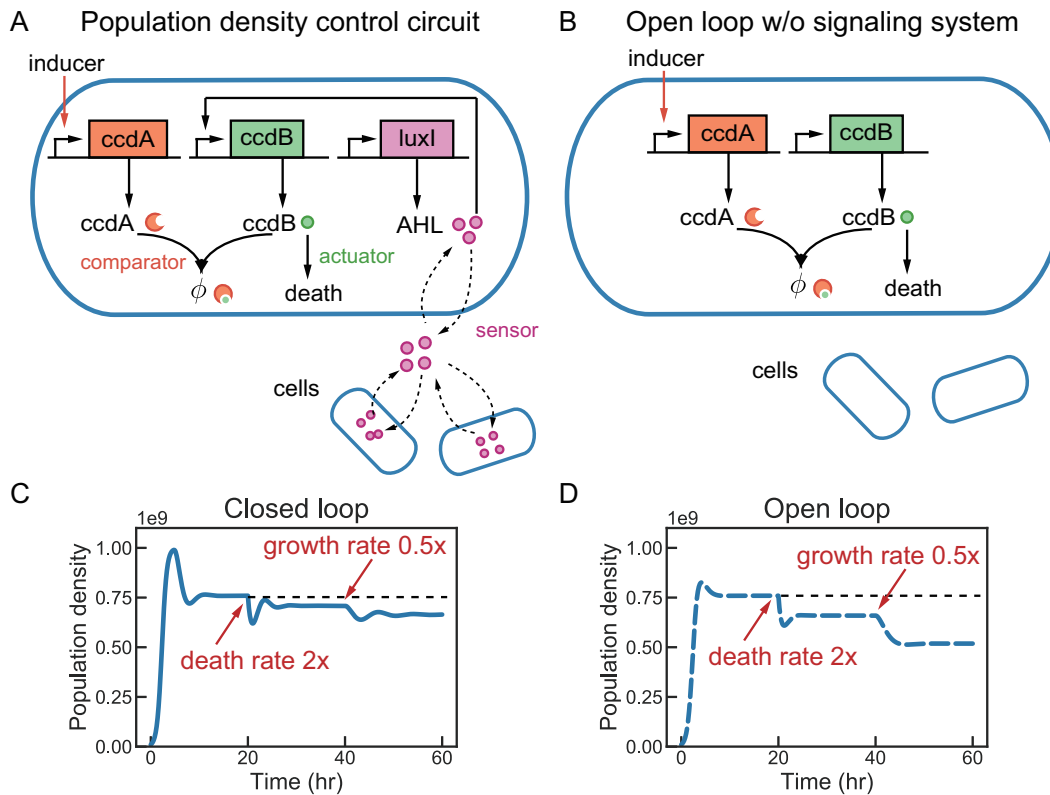 A Population density control circuit
inducer
ccdA ccdB luxI
ccdA ccdB AHL
comparator actuator
ϕ death
sensor
cells
B Open loop w/o signaling system
inducer
ccdA ccdB
ccdA ccdB
ϕ death
cells
C Closed loop
1e9
Population density
1.00
0.75
0.50
0.25
0.00
growth rate 0.5x
death rate 2x
0 20 40 60
Time (hr)
D Open loop
1e9
Population density
1.00
0.75
0.50
0.25
0.00
growth rate 0.5x
death rate 2x
0 20 40 60
Time (hr)